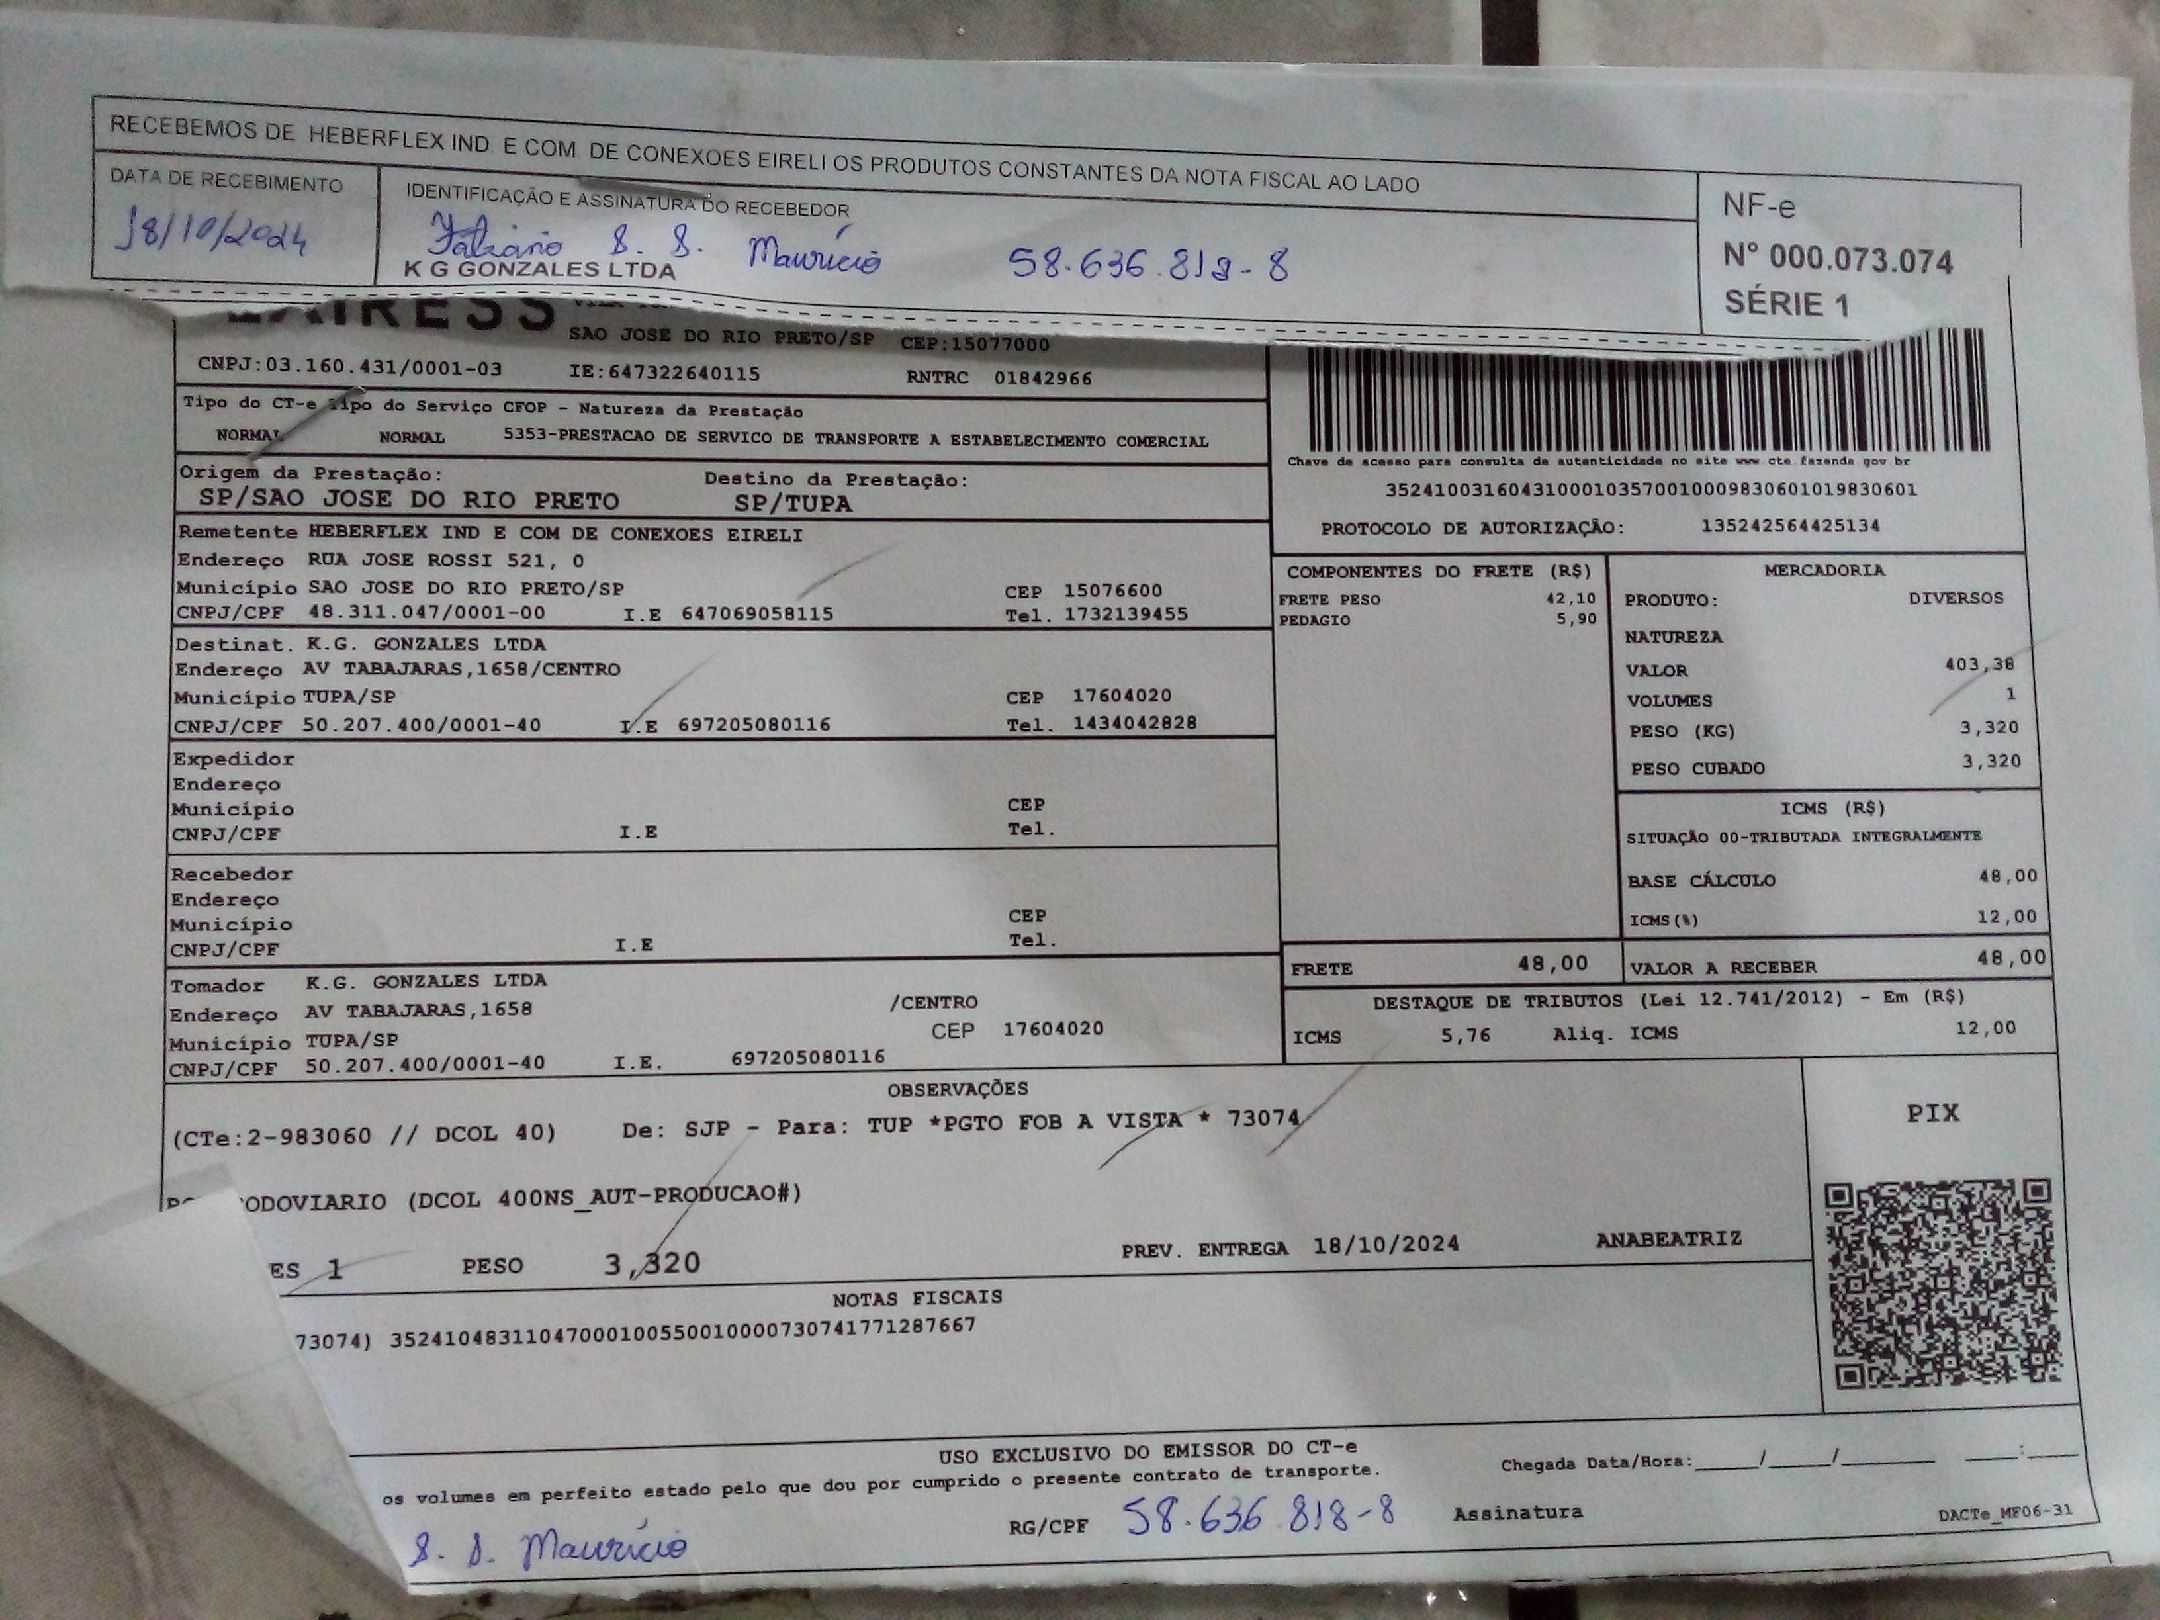 RECEBEMOS DE HEBERFLEX IND. E COM. DE CONEXOES EIRELI OS PRODUTOS CONSTANTES DA NOTA FISCAL AO LADO
DATA DE RECEBIMENTO
18/10/2024
IDENTIFICAÇÃO E ASSINATURA DO RECEBEDOR
S. S. Maurício 58.636.818-8
K G GONZALES LTDA
NF-e
N° 000.073.074
SÉRIE 1
SAO JOSE DO RIO PRETO/SP CEP:15077000
CNPJ:03.160.431/0001-03 IE:647322640115 RNTRC 01842966
Tipo do CT-e Tipo do Serviço CFOP - Natureza da Prestação
NORMAL NORMAL 5353-PRESTACAO DE SERVICO DE TRANSPORTE A ESTABELECIMENTO COMERCIAL
Origem da Prestação: Destino da Prestação:
SP/SAO JOSE DO RIO PRETO SP/TUPA
Chave de acesso para consulta de autenticidade no site www.cte.fazenda.gov.br
35241003160431000103570010009830601019830601
PROTOCOLO DE AUTORIZAÇÃO: 135242564425134
Remetente HEBERFLEX IND E COM DE CONEXOES EIRELI
Endereço RUA JOSE ROSSI 521, 0
Município SAO JOSE DO RIO PRETO/SP CEP 15076600
CNPJ/CPF 48.311.047/0001-00 I.E 647069058115 Tel. 1732139455
Destinat. K.G. GONZALES LTDA
Endereço AV TABAJARAS,1658/CENTRO
Município TUPA/SP CEP 17604020
CNPJ/CPF 50.207.400/0001-40 I.E 697205080116 Tel. 1434042828
Expedidor
Endereço
Município CEP
CNPJ/CPF I.E Tel.
Recebedor
Endereço
Município CEP
CNPJ/CPF I.E Tel.
Tomador K.G. GONZALES LTDA
Endereço AV TABAJARAS,1658 /CENTRO
Município TUPA/SP CEP 17604020
CNPJ/CPF 50.207.400/0001-40 I.E. 697205080116
COMPONENTES DO FRETE (R$)
FRETE PESO 42,10
PEDAGIO 5,90
MERCADORIA
PRODUTO: DIVERSOS
NATUREZA
VALOR 403,38
VOLUMES 1
PESO (KG) 3,320
PESO CUBADO 3,320
ICMS (R$)
SITUAÇÃO 00-TRIBUTADA INTEGRALMENTE
BASE CÁLCULO 48,00
ICMS(%) 12,00
FRETE 48,00 VALOR A RECEBER 48,00
DESTAQUE DE TRIBUTOS (Lei 12.741/2012) - Em (R$)
ICMS 5,76 Aliq. ICMS 12,00
OBSERVAÇÕES
(CTe:2-983060 // DCOL 40) De: SJP - Para: TUP *PGTO FOB A VISTA * 73074
ODOVIARIO (DCOL 400NS_AUT-PRODUCAO#)
ES 1 PESO 3,320 PREV. ENTREGA 18/10/2024 ANABEATRIZ
PIX
NOTAS FISCAIS
73074) 35241048311047000100550010000730741771287667
USO EXCLUSIVO DO EMISSOR DO CT-e
os volumes em perfeito estado pelo que dou por cumprido o presente contrato de transporte.
Chegada Data/Hora:_____/_____/________ _____:_____
S. S. Maurício RG/CPF 58.636.818-8 Assinatura
DACTe_MF06-31